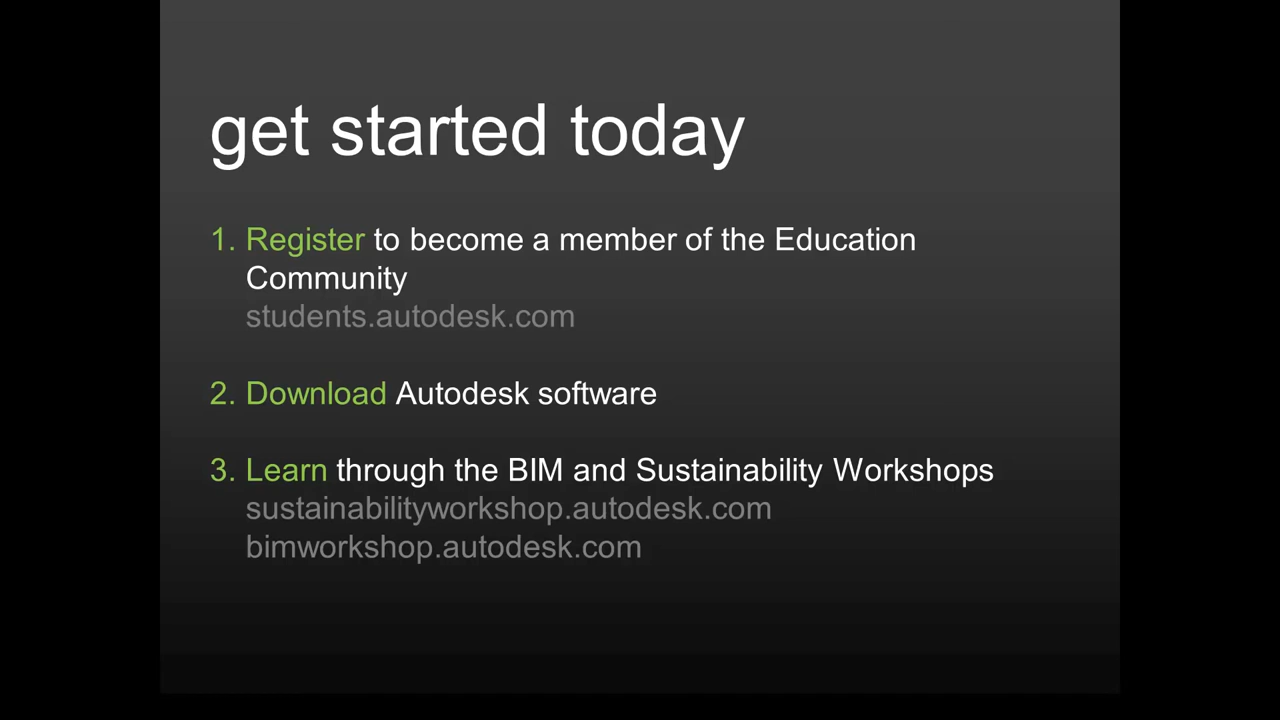 get started today
1. Register to become a member of the Education
Community
students.autodesk.com
2. Download Autodesk software
3. Learn through the BIM and Sustainability Workshops
sustainabilityworkshop.autodesk.com
bimworkshop.autodesk.com